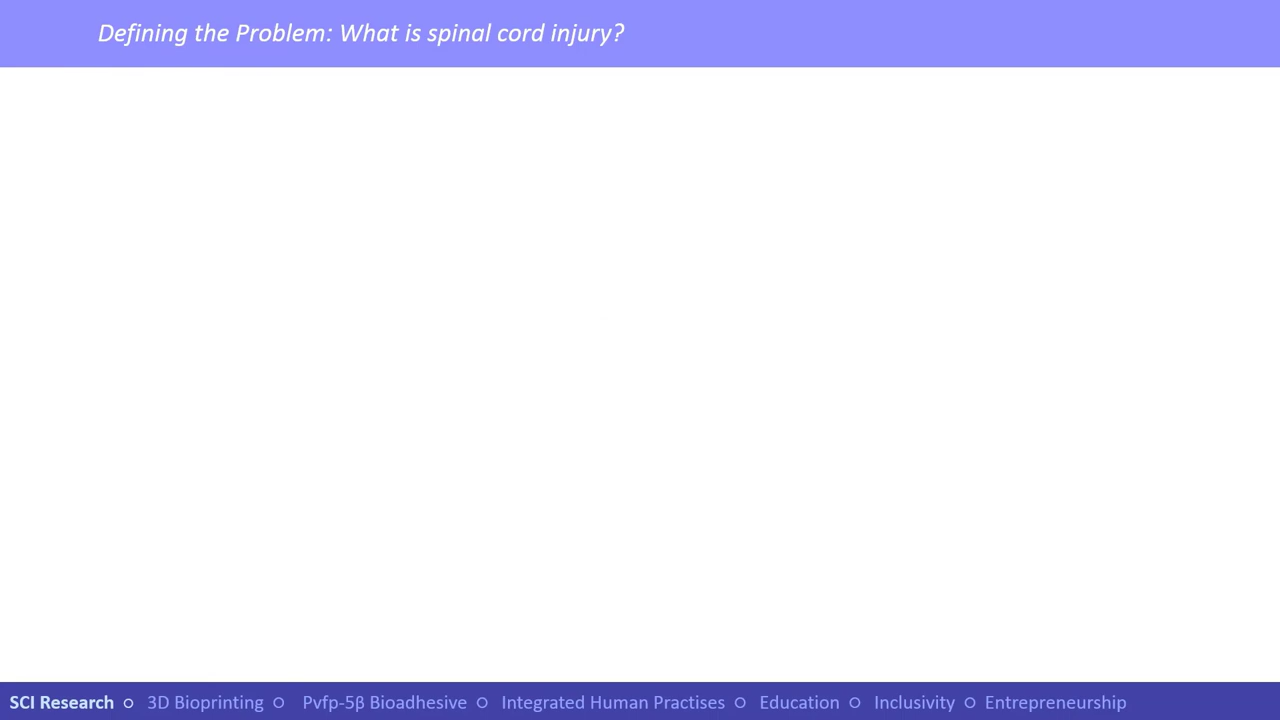 Defining the Problem: What is spinal cord injury?
SCI Research ○ 3D Bioprinting ○ Pvfp-5β Bioadhesive ○ Integrated Human Practises ○ Education ○ Inclusivity ○ Entrepreneurship